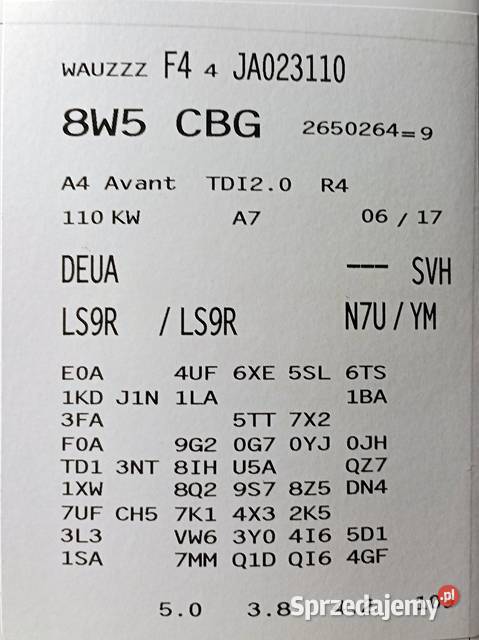 WAUZZZ F4 4 JA023110
8W5 CBG 2650264=9
A4 Avant TDI2.0 R4
110 KW A7 06 / 17
DEUA --- SVH
LS9R / LS9R N7U / YM
E0A 4UF 6XE 5SL 6TS
1KD J1N 1LA 1BA
3FA 5TT 7X2
F0A 9G2 0G7 0YJ 0JH
TD1 3NT 8IH U5A QZ7
1XW 8Q2 9S7 8Z5 DN4
7UF CH5 7K1 4X3 2K5
3L3 VW6 3Y0 4I6 5D1
1SA 7MM Q1D QI6 4GF
5.0 3.8
Sprzedajemy.pl